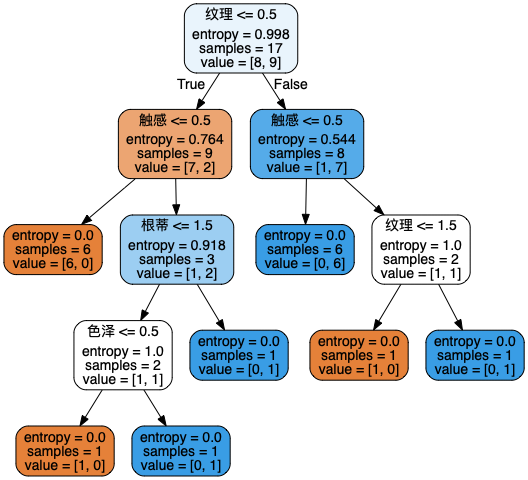 纹理 <= 0.5
entropy = 0.998
samples = 17
value = [8, 9]
True
False
触感 <= 0.5
entropy = 0.764
samples = 9
value = [7, 2]
触感 <= 0.5
entropy = 0.544
samples = 8
value = [1, 7]
entropy = 0.0
samples = 6
value = [6, 0]
根蒂 <= 1.5
entropy = 0.918
samples = 3
value = [1, 2]
entropy = 0.0
samples = 6
value = [0, 6]
纹理 <= 1.5
entropy = 1.0
samples = 2
value = [1, 1]
色泽 <= 0.5
entropy = 1.0
samples = 2
value = [1, 1]
entropy = 0.0
samples = 1
value = [0, 1]
entropy = 0.0
samples = 1
value = [1, 0]
entropy = 0.0
samples = 1
value = [0, 1]
entropy = 0.0
samples = 1
value = [1, 0]
entropy = 0.0
samples = 1
value = [0, 1]